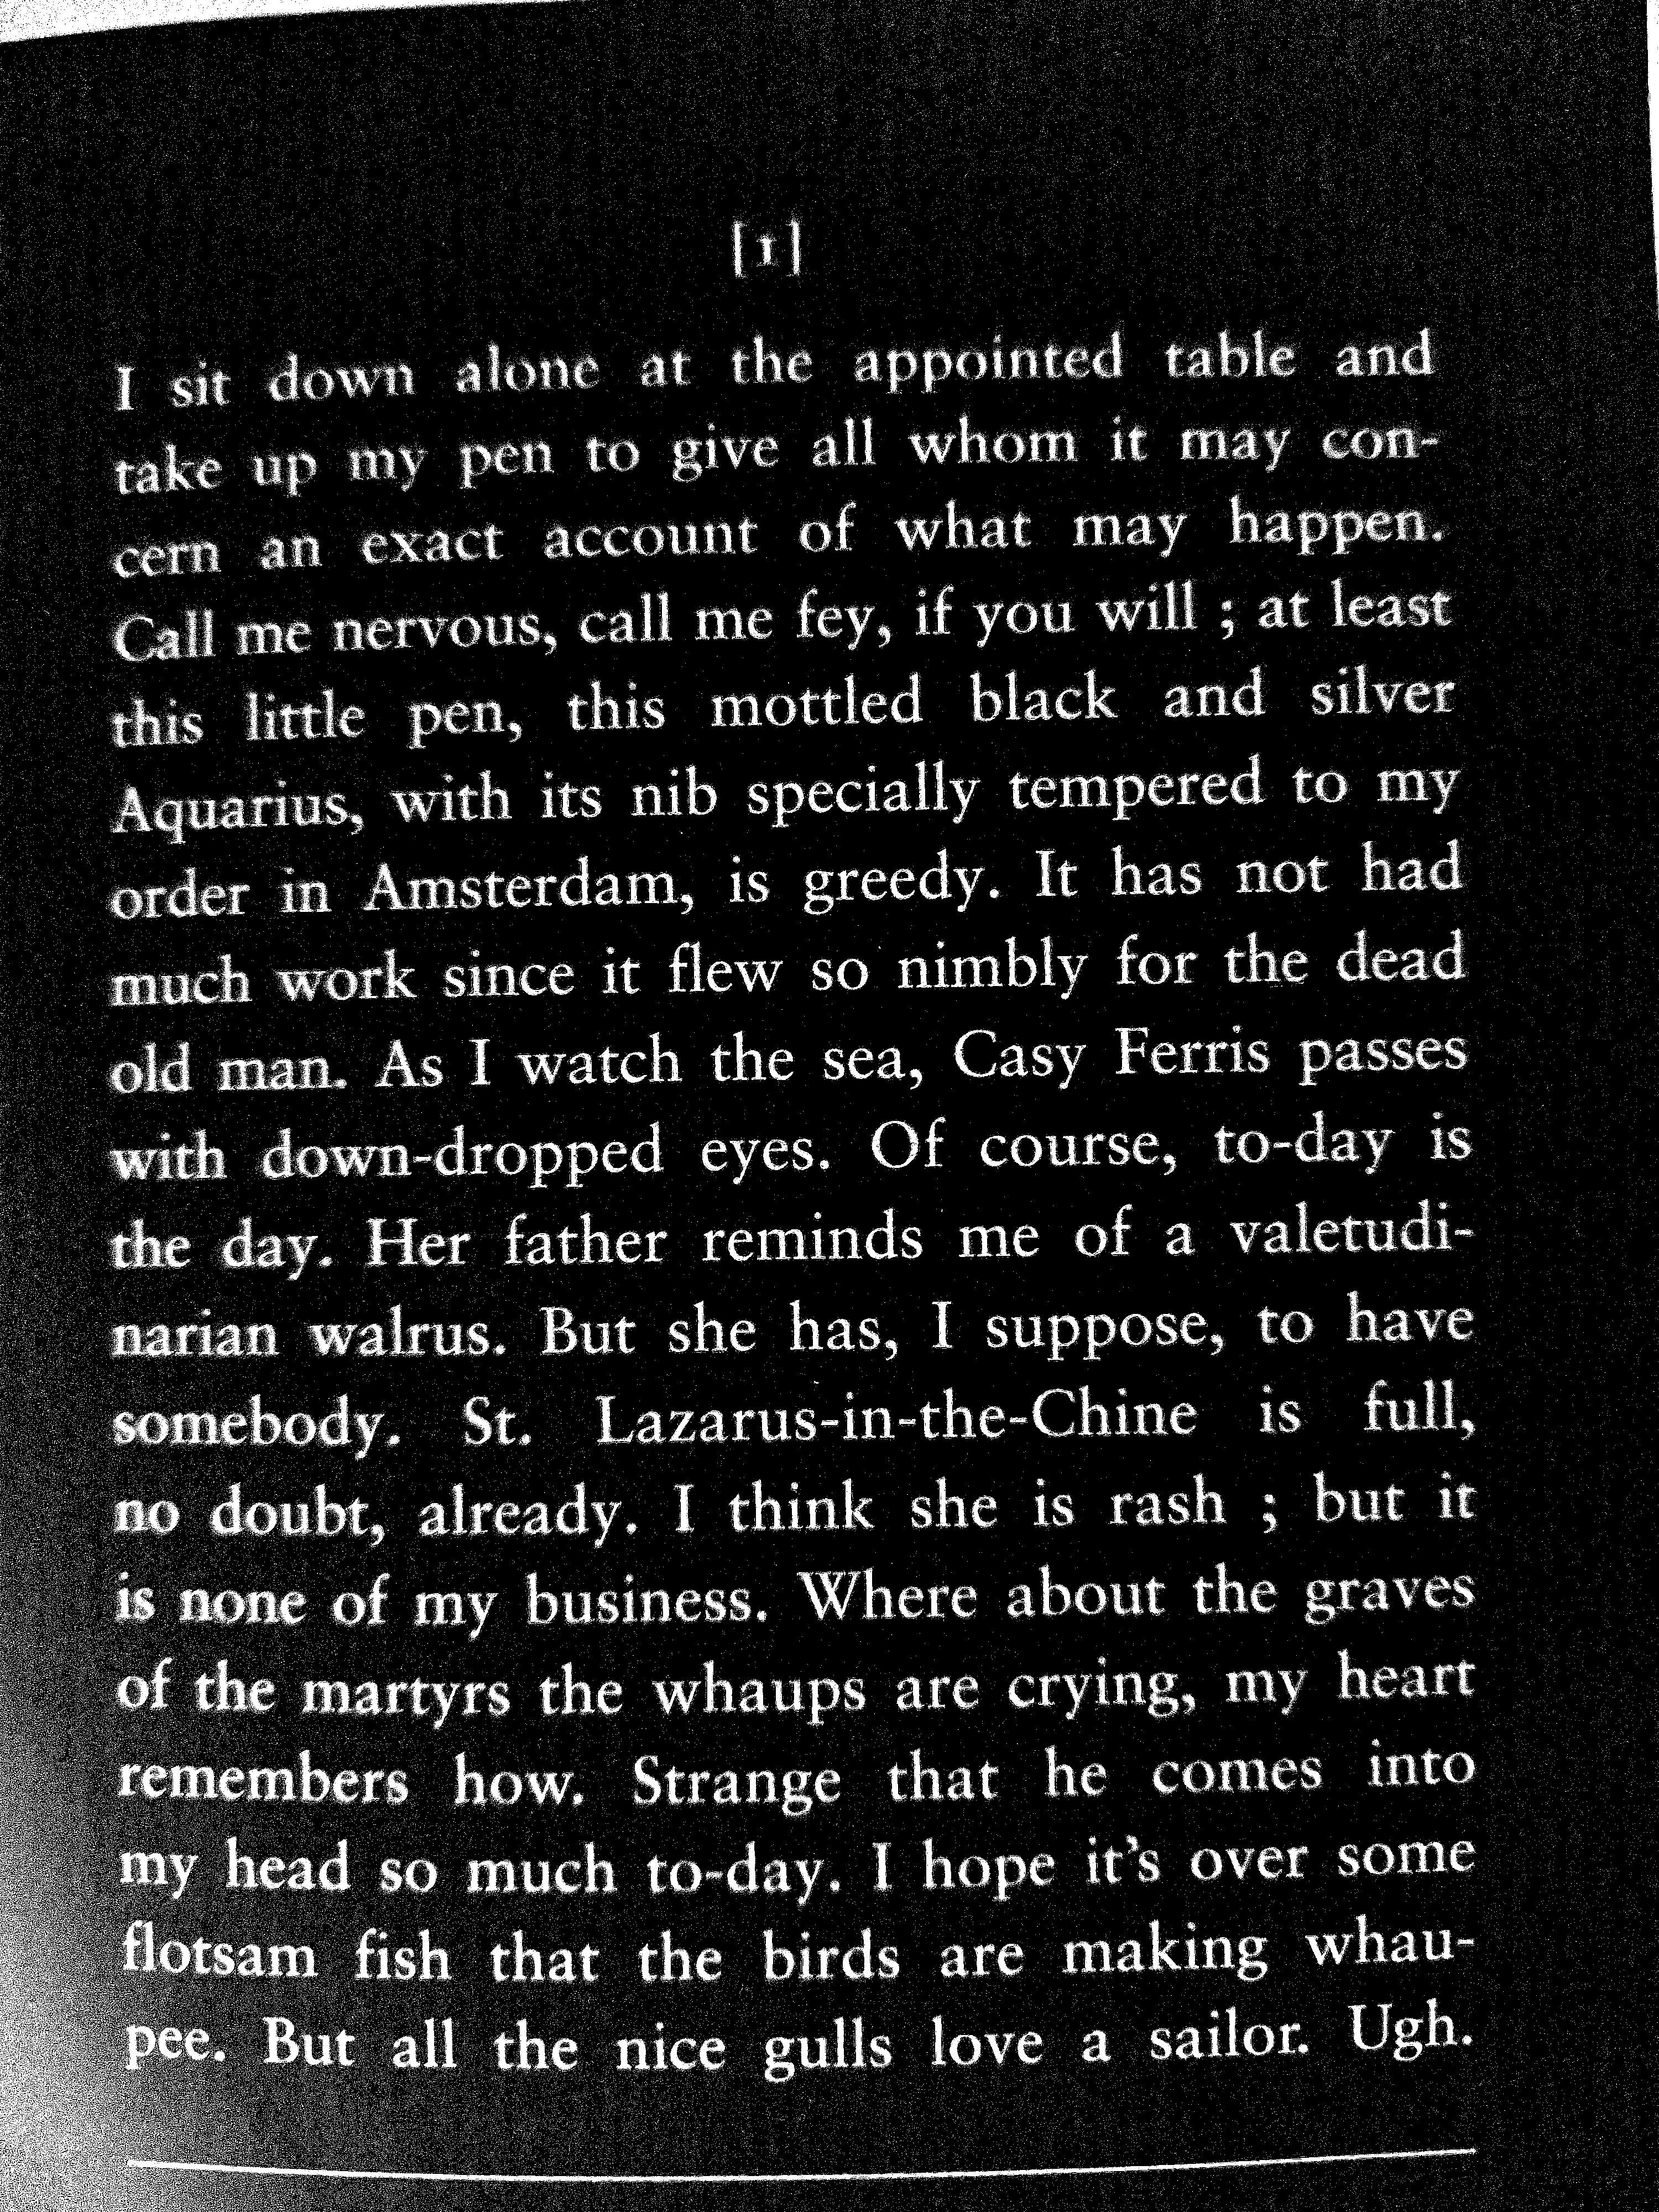 [1]
I sit down alone at the appointed table and
take up my pen to give all whom it may con-
cern an exact account of what may happen.
Call me nervous, call me fey, if you will ; at least
this little pen, this mottled black and silver
Aquarius, with its nib specially tempered to my
order in Amsterdam, is greedy. It has not had
much work since it flew so nimbly for the dead
old man. As I watch the sea, Casy Ferris passes
with down-dropped eyes. Of course, to-day is
the day. Her father reminds me of a valetudi-
narian walrus. But she has, I suppose, to have
somebody. St. Lazarus-in-the-Chine is full,
no doubt, already. I think she is rash ; but it
is none of my business. Where about the graves
of the martyrs the whaups are crying, my heart
remembers how. Strange that he comes into
my head so much to-day. I hope it's over some
flotsam fish that the birds are making whau-
pee. But all the nice gulls love a sailor. Ugh.